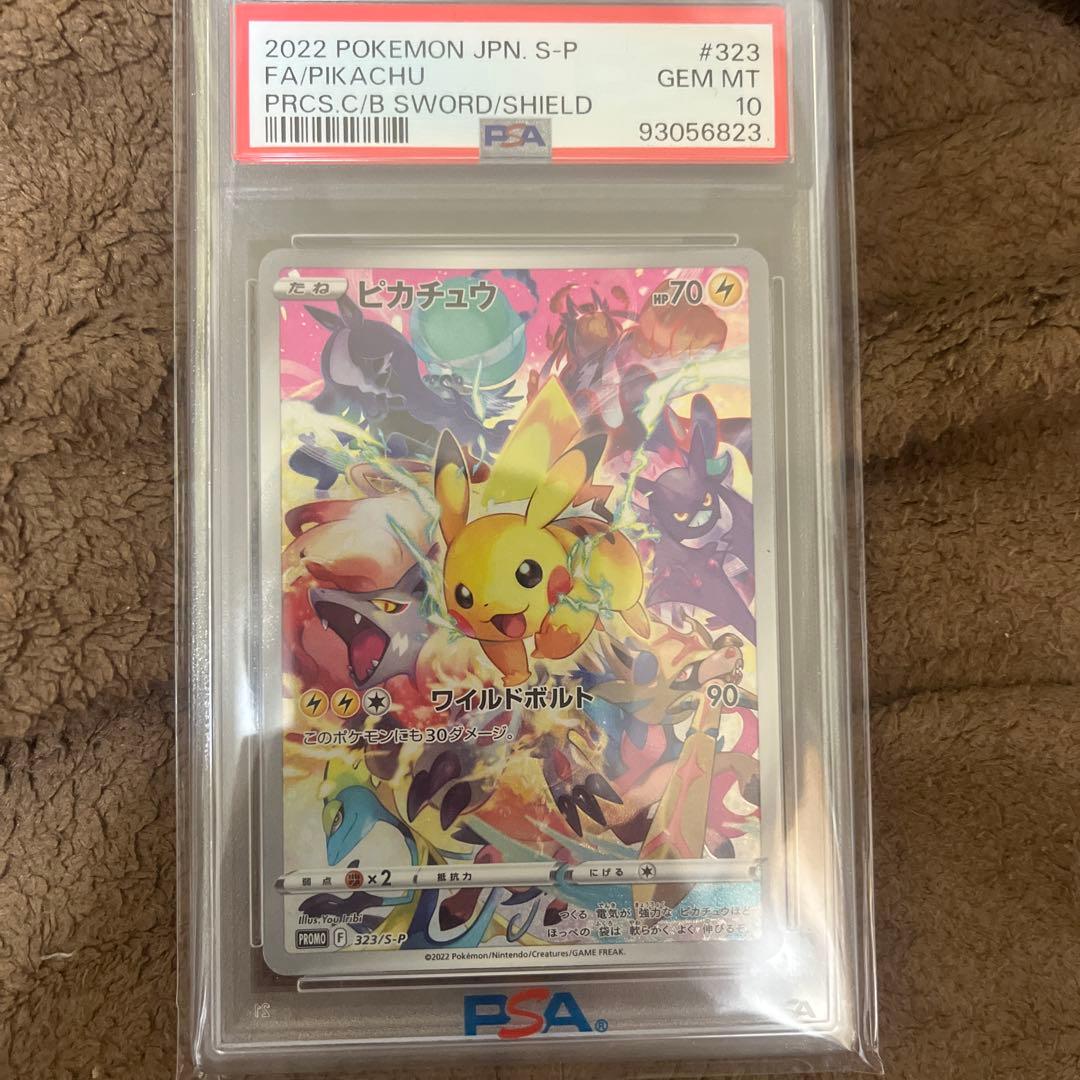 2022 POKEMON JPN. S-P #323
FA/PIKACHU GEM MT
PRCS.C/B SWORD/SHIELD 10
PSA 93056823
たね ピカチュウ HP70
ワイルドボルト 90
このポケモンにも30ダメージ。
弱点 ×2 抵抗力 にげる
Illus. You Iribi
つくる 電気が 強力な ピカチュウほど
ほっぺの 袋は 軟らかく よく 伸びるぞ。
PROMO F 323/S-P
©2022 Pokémon/Nintendo/Creatures/GAME FREAK.
PSA®